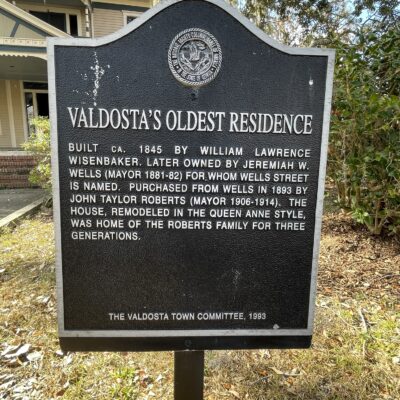 VALDOSTA'S OLDEST RESIDENCE
BUILT CA. 1845 BY WILLIAM LAWRENCE
WISENBAKER. LATER OWNED BY JEREMIAH W.
WELLS (MAYOR 1881-82) FOR WHOM WELLS STREET
IS NAMED. PURCHASED FROM WELLS IN 1893 BY
JOHN TAYLOR ROBERTS (MAYOR 1906-1914). THE
HOUSE, REMODELED IN THE QUEEN ANNE STYLE,
WAS HOME OF THE ROBERTS FAMILY FOR THREE
GENERATIONS.
THE VALDOSTA TOWN COMMITTEE, 1993